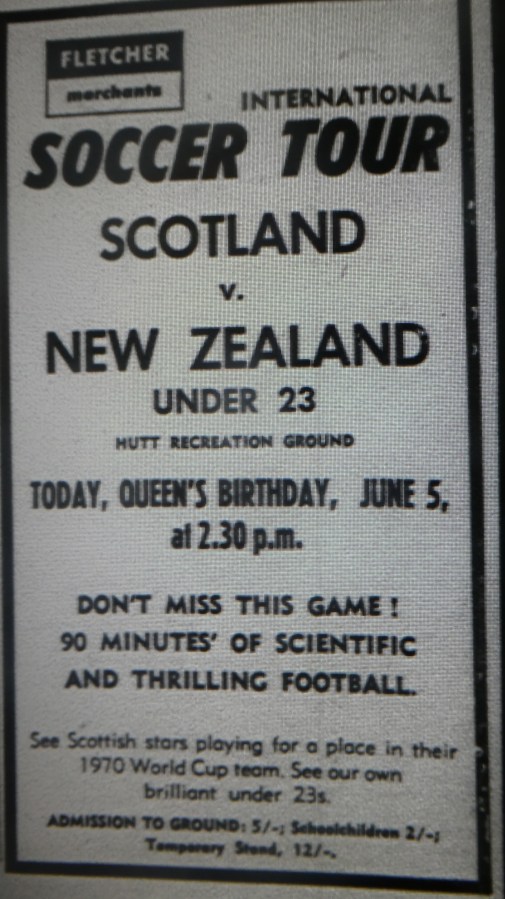 FLETCHER
merchants
INTERNATIONAL
SOCCER TOUR
SCOTLAND
v.
NEW ZEALAND
UNDER 23
HUTT RECREATION GROUND
TODAY, QUEEN'S BIRTHDAY, JUNE 5,
at 2.30 p.m.
DON'T MISS THIS GAME!
90 MINUTES' OF SCIENTIFIC
AND THRILLING FOOTBALL.
See Scottish stars playing for a place in their
1970 World Cup team. See our own
brilliant under 23s.
ADMISSION TO GROUND: 5/-; Schoolchildren 2/-;
Temporary Stand, 12/-.